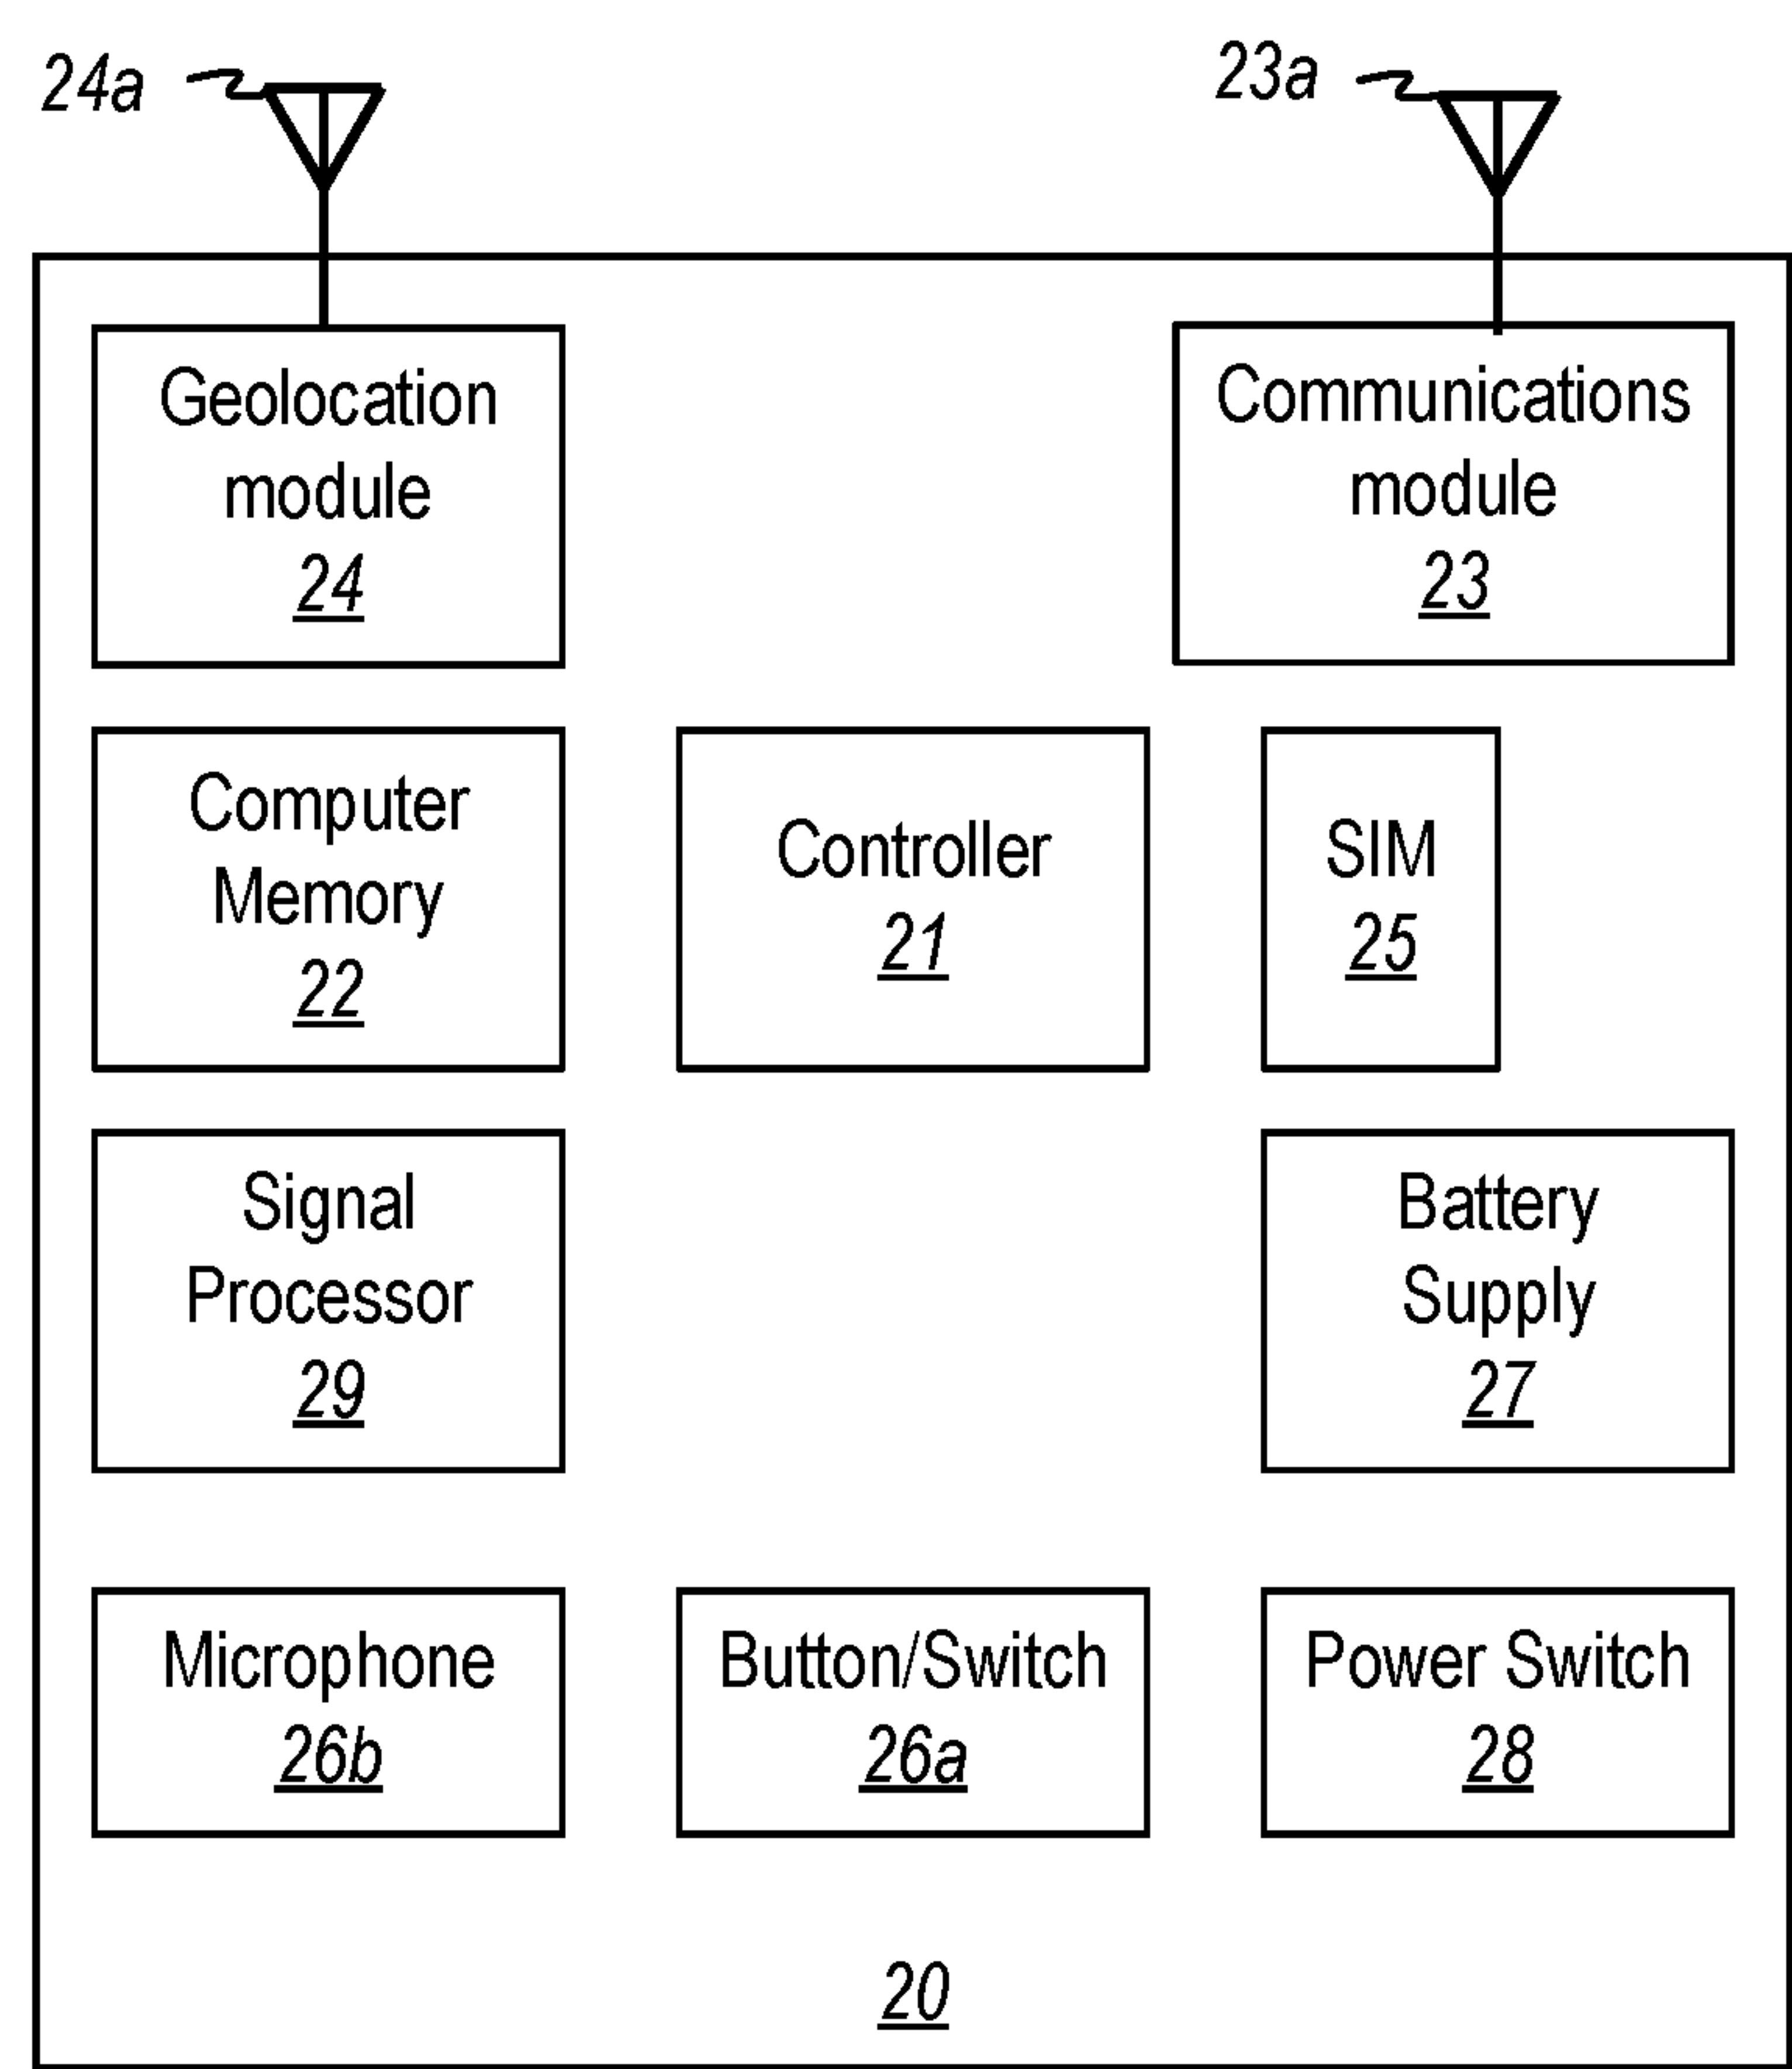 24a
23a
Geolocation
module
24
Communications
module
23
Computer
Memory
22
Controller
21
SIM
25
Signal
Processor
29
Battery
Supply
27
Microphone
26b
Button/Switch
26a
Power Switch
28
20